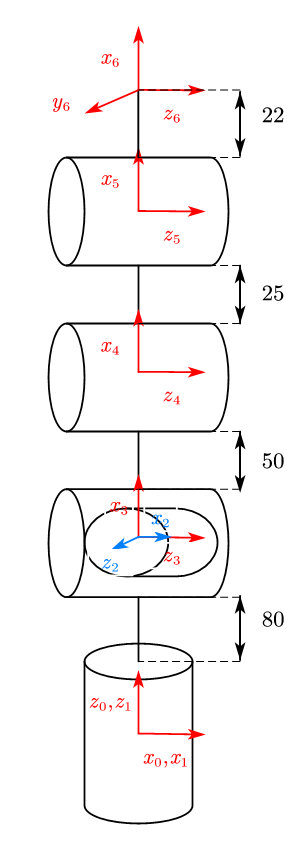 x₆
y₆
z₆
22
x₅
z₅
25
x₄
z₄
50
x₃
x₂
z₃
z₂
80
z₀,z₁
x₀,x₁